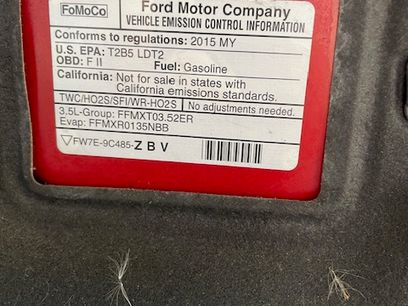 FoMoCo
Ford Motor Company
VEHICLE EMISSION CONTROL INFORMATION
Conforms to regulations: 2015 MY
U.S. EPA: T2B5 LDT2
OBD: F II Fuel: Gasoline
California: Not for sale in states with
California emissions standards.
TWC/HO2S/SFI/WR-HO2S No adjustments needed.
3.5L-Group: FFMXT03.52ER
Evap: FFMXR0135NBB
FW7E-9C485-Z B V